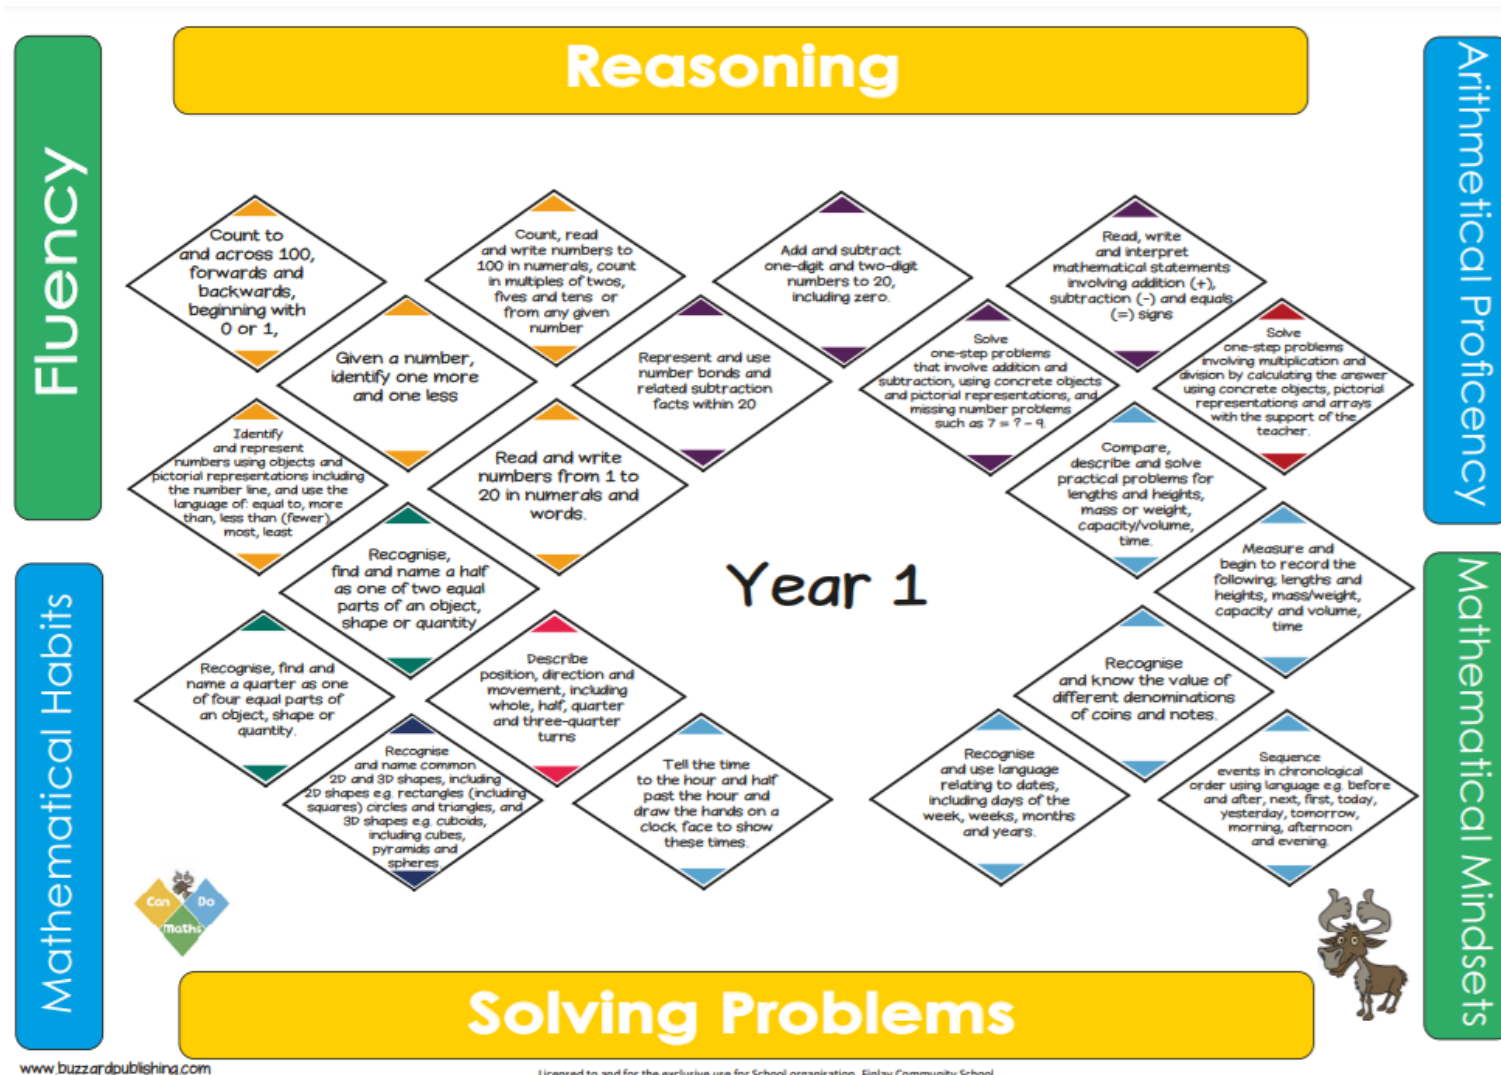 Reasoning
Fluency
Arithmetical Proficency
Count to
and across 100,
forwards and
backwards,
beginning with
0 or 1,
Count, read
and write numbers to
100 in numerals, count
in multiples of twos,
fives and tens or
from any given
number
Add and subtract
one-digit and two-digit
numbers to 20,
including zero.
Read, write
and interpret
mathematical statements
involving addition (+),
subtraction (-) and equals
(=) signs
Given a number,
identify one more
and one less
Represent and use
number bonds and
related subtraction
facts within 20
Solve
one-step problems
that involve addition and
subtraction, using concrete objects
and pictorial representations, and
missing number problems
such as 7 = ? - 9.
Solve
one-step problems
involving multiplication and
division by calculating the answer
using concrete objects, pictorial
representations and arrays
with the support of the
teacher.
Identify
and represent
numbers using objects and
pictorial representations including
the number line, and use the
language of: equal to, more
than, less than (fewer),
most, least
Read and write
numbers from 1 to
20 in numerals and
words.
Compare,
describe and solve
practical problems for
lengths and heights,
mass or weight,
capacity/volume,
time.
Recognise,
find and name a half
as one of two equal
parts of an object,
shape or quantity
Year 1
Measure and
begin to record the
following; lengths and
heights, mass/weight,
capacity and volume,
time
Mathematical Habits
Mathematical Mindsets
Recognise, find and
name a quarter as one
of four equal parts of
an object, shape or
quantity.
Describe
position, direction and
movement, including
whole, half, quarter
and three-quarter
turns
Recognise
and know the value of
different denominations
of coins and notes.
Recognise
and name common
2D and 3D shapes, including
2D shapes e.g. rectangles (including
squares) circles and triangles, and
3D shapes e.g. cuboids,
including cubes,
pyramids and
spheres.
Tell the time
to the hour and half
past the hour and
draw the hands on a
clock face to show
these times.
Recognise
and use language
relating to dates,
including days of the
week, weeks, months
and years.
Sequence
events in chronological
order using language e.g. before
and after, next, first, today,
yesterday, tomorrow,
morning, afternoon
and evening.
Can Do
Maths
Solving Problems
www.buzzardpublishing.com
Licensed to and for the exclusive use for School organisation, Finlay Community School